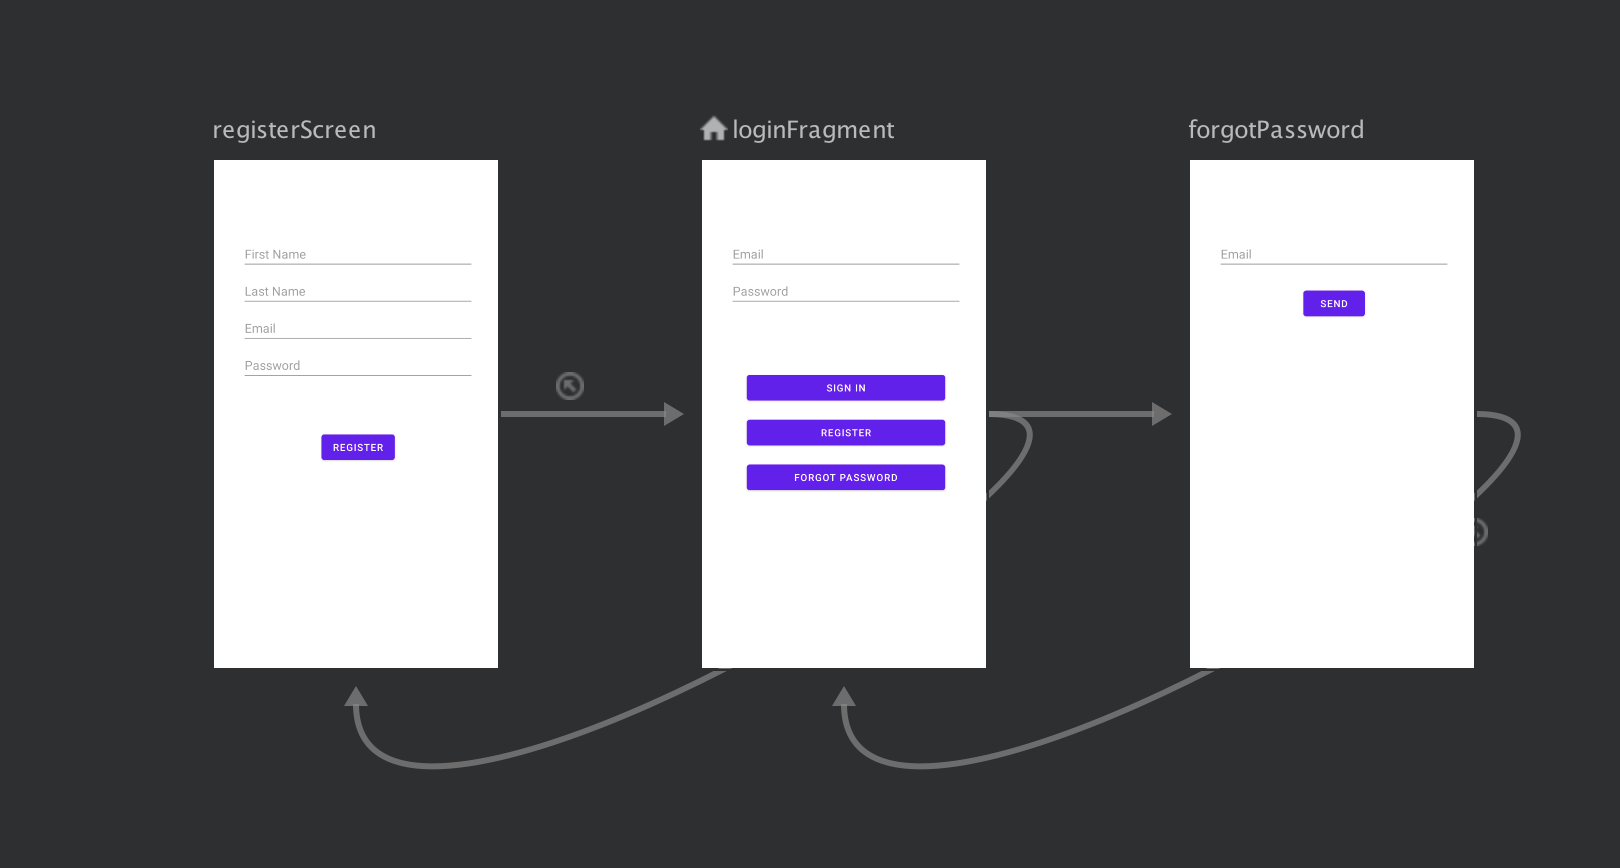 registerScreen
First Name
Last Name
Email
Password
REGISTER
loginFragment
Email
Password
SIGN IN
REGISTER
FORGOT PASSWORD
forgotPassword
Email
SEND